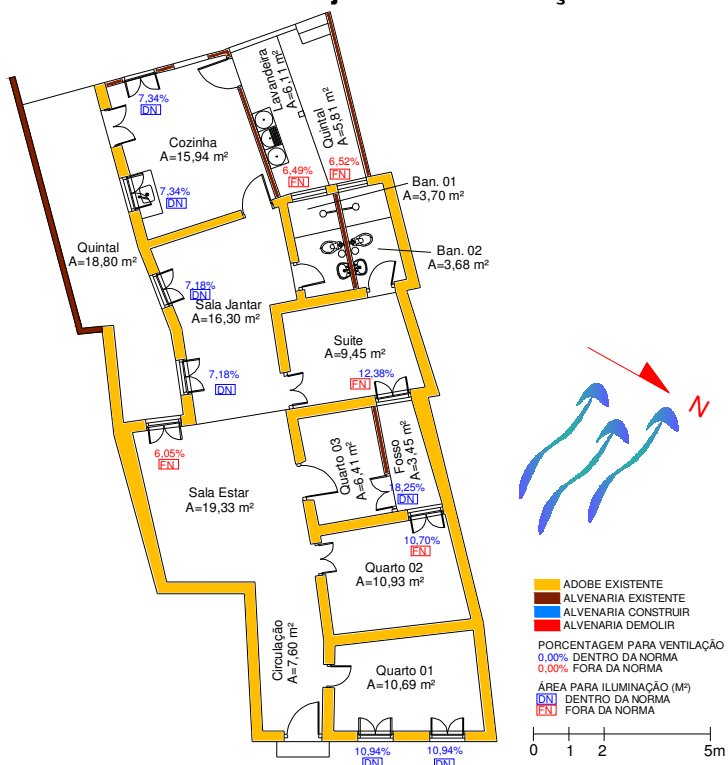 Lavandeira
A=6,11 m²
Quintal
A=5,81 m²
7,34%
DN
Cozinha
A=15,94 m²
7,34%
DN
6,49%
FN
6,52%
FN
Ban. 01
A=3,70 m²
Ban. 02
A=3,68 m²
Quintal
A=18,80 m²
7,18%
DN
Sala Jantar
A=16,30 m²
Suite
A=9,45 m²
7,18%
DN
12,38%
FN
6,05%
FN
Quarto 03
A=6,41 m²
Fosso
A=3,45 m²
18,25%
DN
Sala Estar
A=19,33 m²
10,70%
FN
Quarto 02
A=10,93 m²
Circulação
A=7,60 m²
Quarto 01
A=10,69 m²
10,94%
DN
10,94%
DN
N
ADOBE EXISTENTE
ALVENARIA EXISTENTE
ALVENARIA CONSTRUIR
ALVENARIA DEMOLIR
PORCENTAGEM PARA VENTILAÇÃO
0,00% DENTRO DA NORMA
0,00% FORA DA NORMA
ÁREA PARA ILUMINAÇÃO (M²)
DN DENTRO DA NORMA
FN FORA DA NORMA
0 1 2 5m